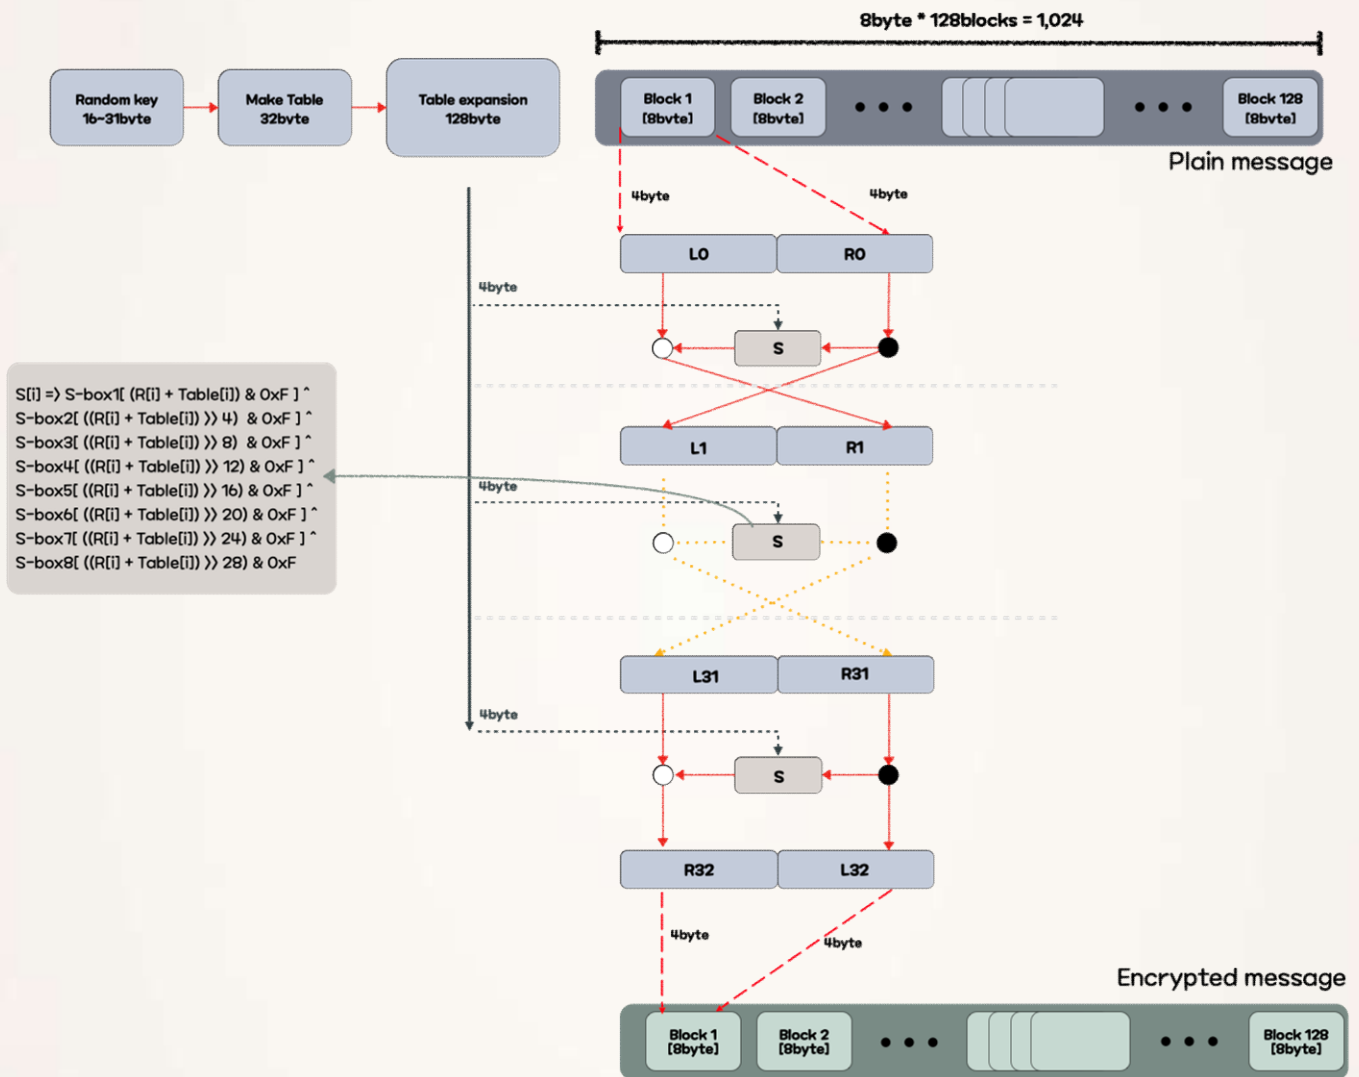 8byte * 128blocks = 1,024
Random key
16~31byte
Make Table
32byte
Table expansion
128byte
Block 1
[8byte]
Block 2
[8byte]
• • •
• • •
Block 128
[8byte]
Plain message
4byte
4byte
L0
R0
4byte
S
S[i] => S-box1[ (R[i] + Table[i]) & 0xF ] ^
S-box2[ ((R[i] + Table[i]) >> 4) & 0xF ] ^
S-box3[ ((R[i] + Table[i]) >> 8) & 0xF ] ^
S-box4[ ((R[i] + Table[i]) >> 12) & 0xF ] ^
S-box5[ ((R[i] + Table[i]) >> 16) & 0xF ] ^
S-box6[ ((R[i] + Table[i]) >> 20) & 0xF ] ^
S-box7[ ((R[i] + Table[i]) >> 24) & 0xF ] ^
S-box8[ ((R[i] + Table[i]) >> 28) & 0xF
L1
R1
4byte
S
L31
R31
4byte
S
R32
L32
4byte
4byte
Encrypted message
Block 1
[8byte]
Block 2
[8byte]
• • •
• • •
Block 128
[8byte]